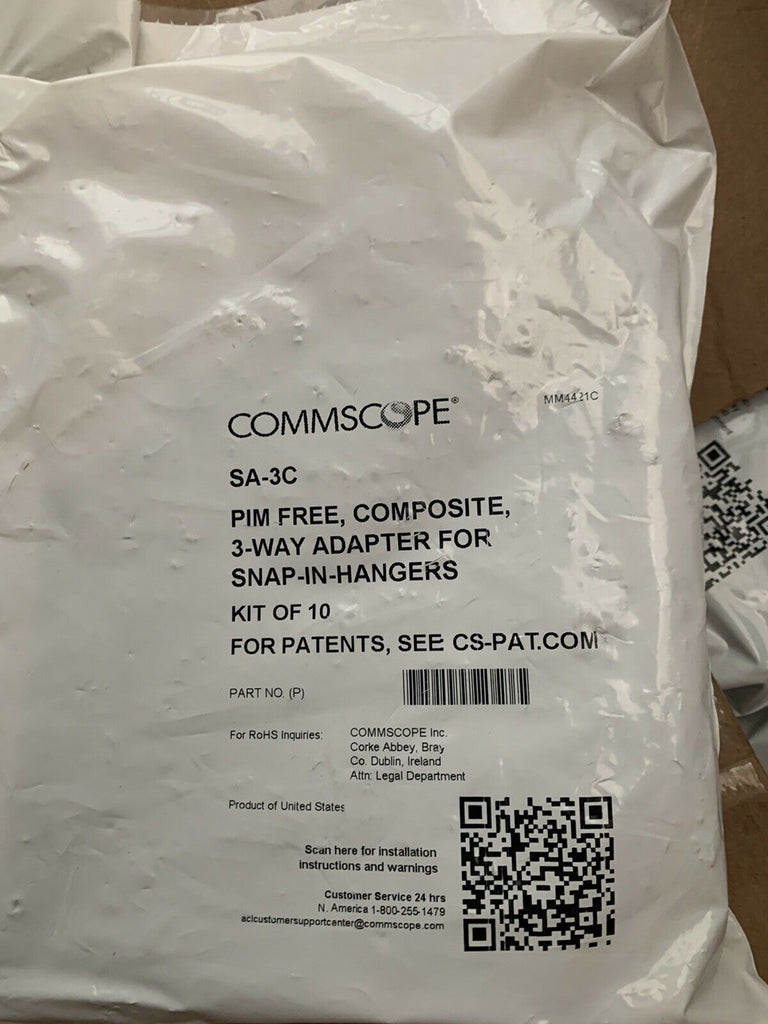 COMMSCOPE®
MM4421C
SA-3C
PIM FREE, COMPOSITE,
3-WAY ADAPTER FOR
SNAP-IN-HANGERS
KIT OF 10
FOR PATENTS, SEE CS-PAT.COM
PART NO. (P)
For RoHS Inquiries:
COMMSCOPE Inc.
Corke Abbey, Bray
Co. Dublin, Ireland
Attn: Legal Department
Product of United States
Scan here for installation
instructions and warnings
Customer Service 24 hrs
N. America 1-800-255-1479
aclcustomersupportcenter@commscope.com